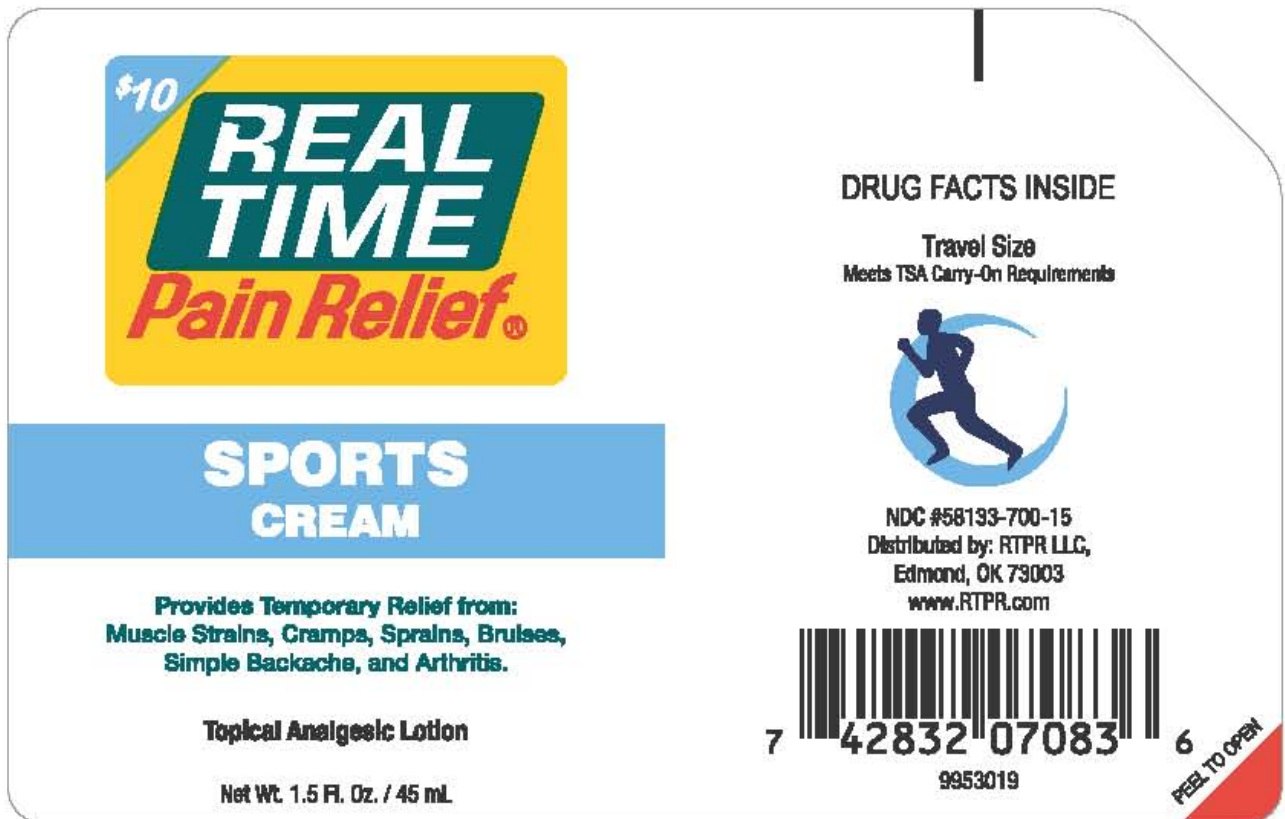 $10
REAL
TIME
Pain Relief®
SPORTS
CREAM
Provides Temporary Relief from:
Muscle Strains, Cramps, Sprains, Bruises,
Simple Backache, and Arthritis.
Topical Analgesic Lotion
Net Wt. 1.5 Fl. Oz. / 45 mL
DRUG FACTS INSIDE
Travel Size
Meets TSA Carry-On Requirements
NDC #58133-700-15
Distributed by: RTPR LLC,
Edmond, OK 73003
www.RTPR.com
7 42832 07083 6
9953019
PEEL TO OPEN